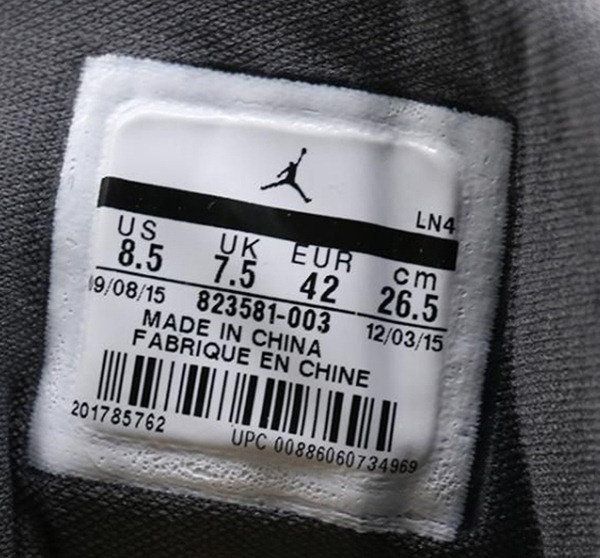 LN4
US UK EUR cm
8.5 7.5 42 26.5
09/08/15 823581-003 12/03/15
MADE IN CHINA
FABRIQUE EN CHINE
201785762 UPC 00886060734969